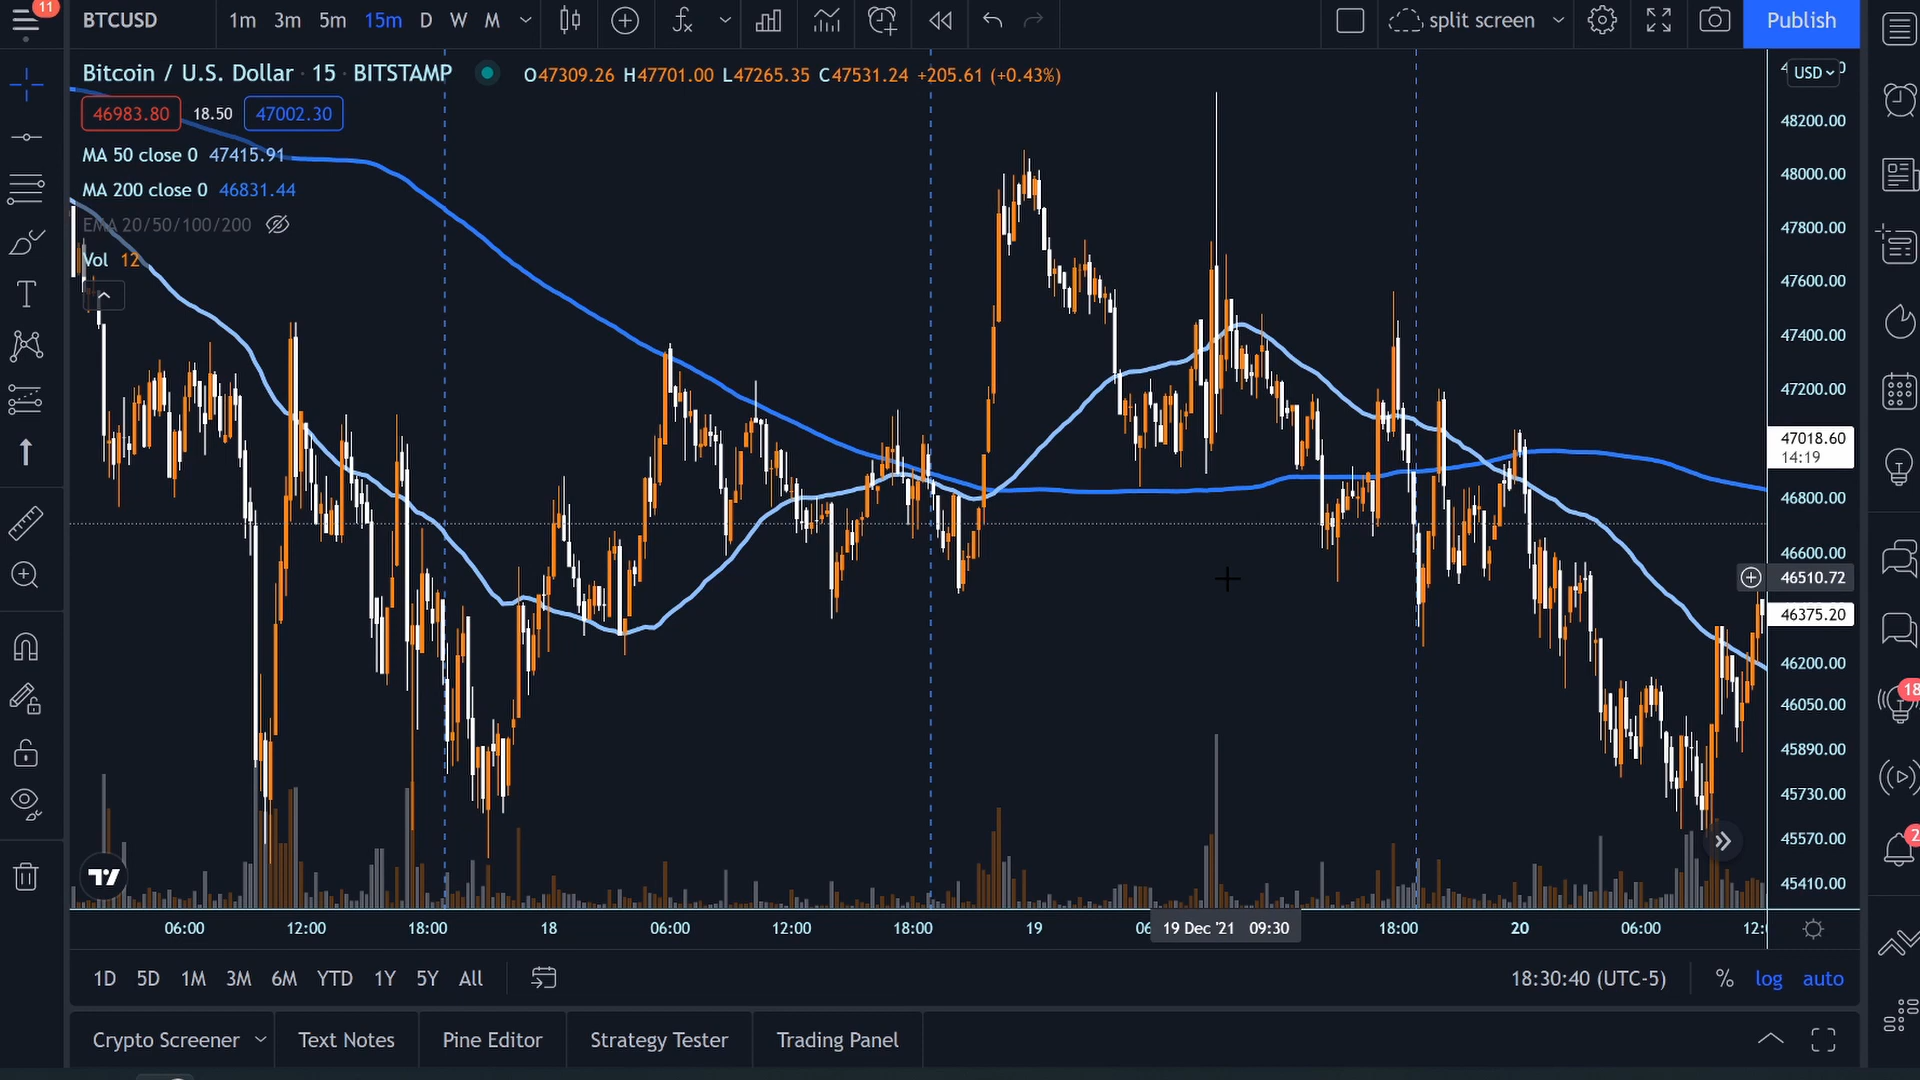 11
BTCUSD
1m 3m 5m 15m D W M
split screen
Publish
Bitcoin / U.S. Dollar · 15 · BITSTAMP
O47309.26 H47701.00 L47265.35 C47531.24 +205.61 (+0.43%)
USD
46983.80 18.50 47002.30
MA 50 close 0 47415.91
MA 200 close 0 46831.44
EMA 20/50/100/200
Vol 12
48200.00
48000.00
47800.00
47600.00
47400.00
47200.00
47018.60
14:19
46800.00
46600.00
46510.72
46375.20
46200.00
46050.00
45890.00
45730.00
45570.00
45410.00
18
2
06:00 12:00 18:00 18 06:00 12:00 18:00 19 19 Dec '21 09:30 18:00 20 06:00
1D 5D 1M 3M 6M YTD 1Y 5Y All
18:30:40 (UTC-5) % log auto
Crypto Screener Text Notes Pine Editor Strategy Tester Trading Panel